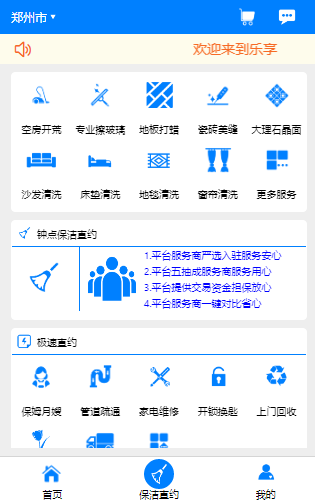 郑州市
欢迎来到乐享
空房开荒 专业擦玻璃 地板打蜡 瓷砖美缝 大理石晶面
沙发清洗 床垫清洗 地毯清洗 窗帘清洗 更多服务
钟点保洁直约
1.平台服务商严选入驻服务安心
2.平台五抽成服务商服务用心
3.平台提供交易资金担保放心
4.平台服务商一键对比省心
极速直约
保姆月嫂 管道疏通 家电维修 开锁换匙 上门回收
首页 保洁直约 我的